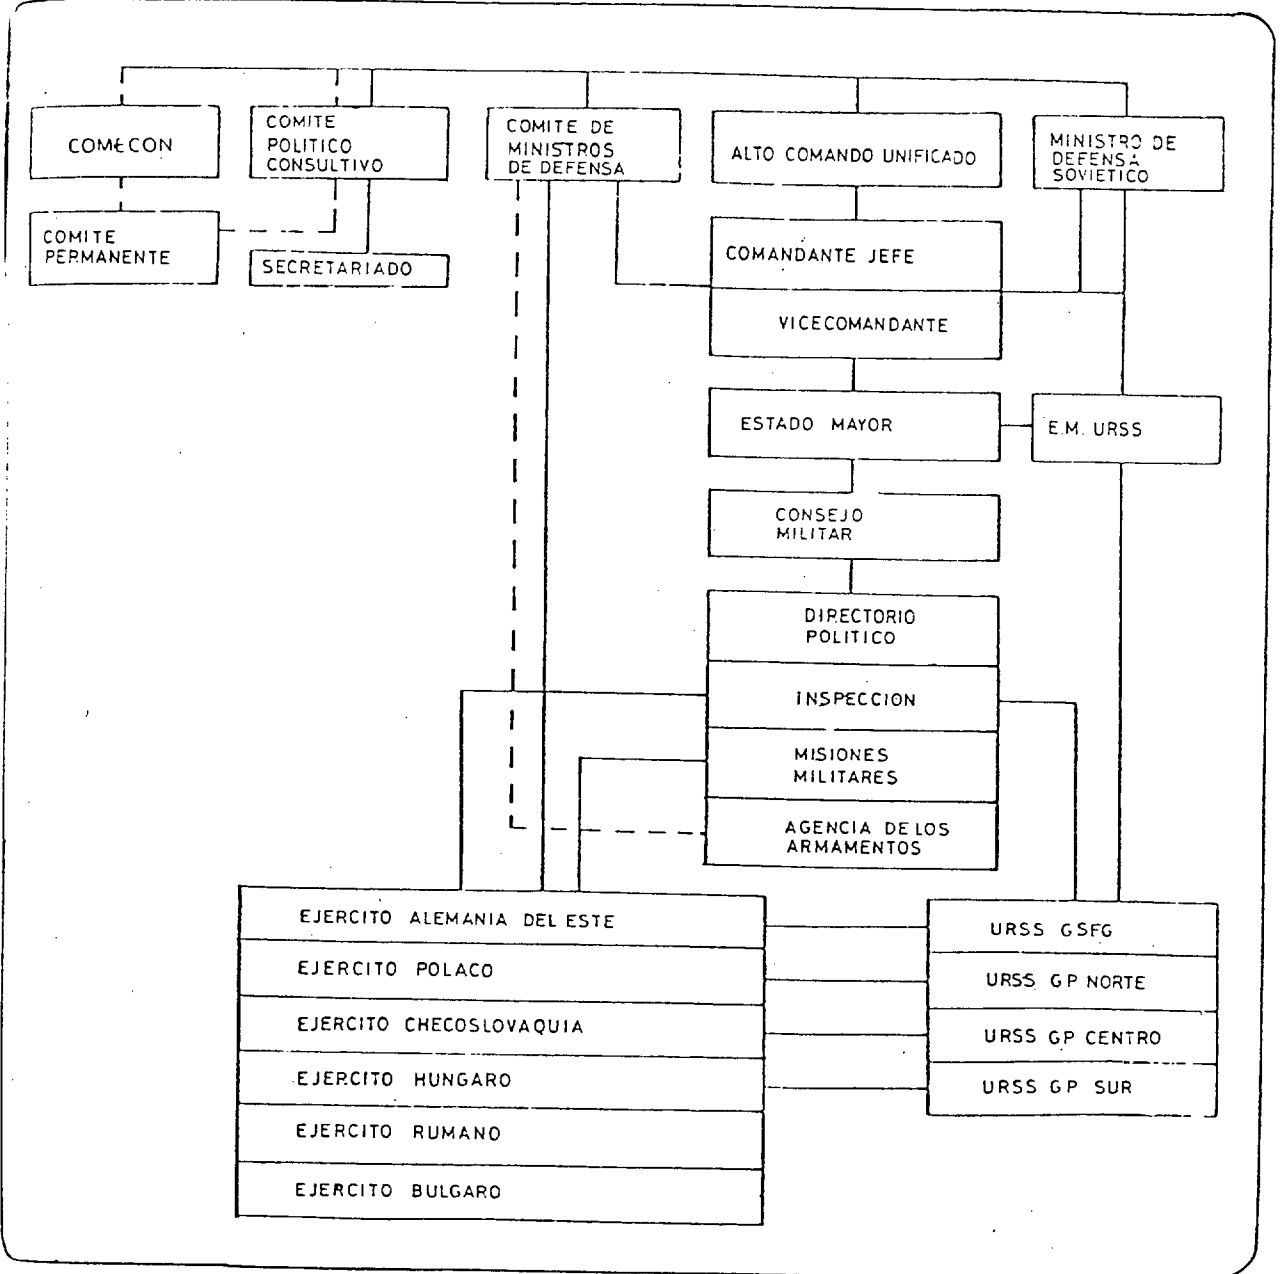 COMECON
COMITE
POLITICO
CONSULTIVO
COMITE DE
MINISTROS
DE DEFENSA
ALTO COMANDO UNIFICADO
MINISTRO DE
DEFENSA
SOVIETICO
COMITE
PERMANENTE
SECRETARIADO
COMANDANTE JEFE
VICECOMANDANTE
ESTADO MAYOR
E.M. URSS
CONSEJO
MILITAR
DIRECTORIO
POLITICO
INSPECCION
MISIONES
MILITARES
AGENCIA DE LOS
ARMAMENTOS
EJERCITO ALEMANIA DEL ESTE
EJERCITO POLACO
EJERCITO CHECOSLOVAQUIA
EJERCITO HUNGARO
EJERCITO RUMANO
EJERCITO BULGARO
URSS GSFG
URSS GP NORTE
URSS GP CENTRO
URSS GP SUR